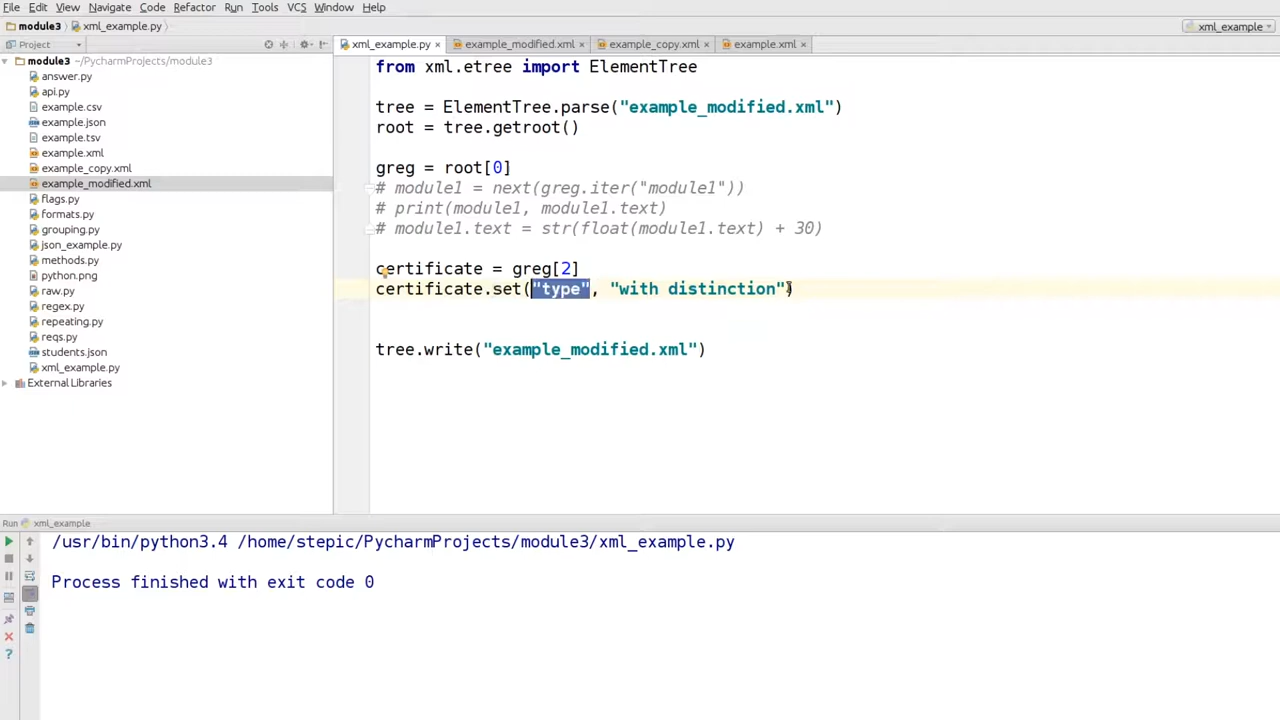 File Edit View Navigate Code Refactor Run Tools VCS Window Help
module3 xml_example.py xml_example
Project xml_example.py example_modified.xml example_copy.xml example.xml
module3 ~/PycharmProjects/module3
answer.py
api.py
example.csv
example.json
example.tsv
example.xml
example_copy.xml
example_modified.xml
flags.py
formats.py
grouping.py
json_example.py
methods.py
python.png
raw.py
regex.py
repeating.py
reqs.py
students.json
xml_example.py
External Libraries
from xml.etree import ElementTree
tree = ElementTree.parse("example_modified.xml")
root = tree.getroot()
greg = root[0]
# module1 = next(greg.iter("module1"))
# print(module1, module1.text)
# module1.text = str(float(module1.text) + 30)
certificate = greg[2]
certificate.set("type", "with distinction")
tree.write("example_modified.xml")
Run xml_example
/usr/bin/python3.4 /home/stepic/PycharmProjects/module3/xml_example.py
Process finished with exit code 0